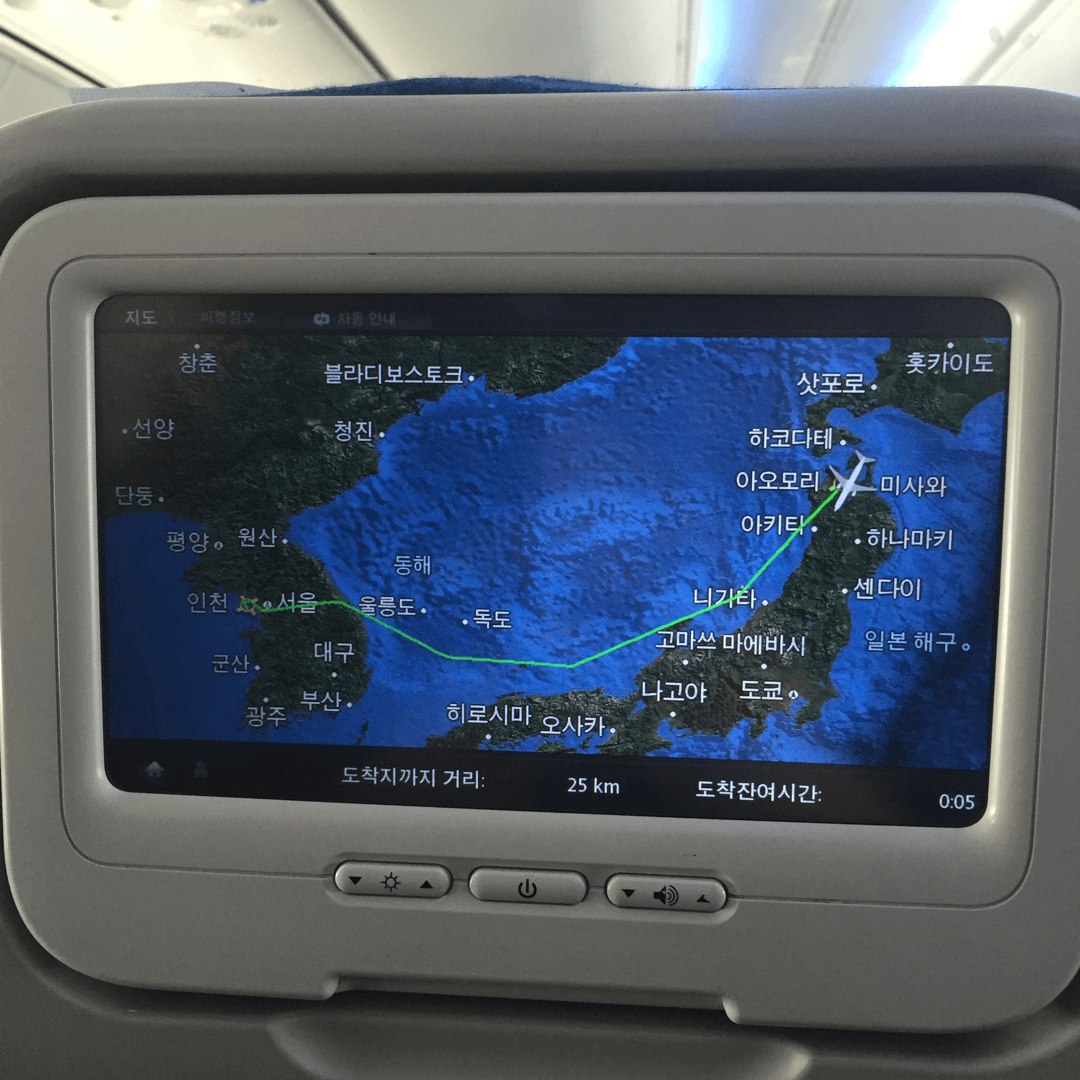 지도 비행정보 자동 안내
창춘
홋카이도
블라디보스토크
삿포로
선양
청진
하코다테
아오모리
미사와
단둥
아키타
하나마키
평양
원산
동해
센다이
인천
서울
울릉도
독도
니가타
고마쓰
마에바시
일본 해구
군산
대구
나고야
도쿄
광주
부산
히로시마
오사카
도착지까지 거리: 25 km 도착잔여시간: 0:05